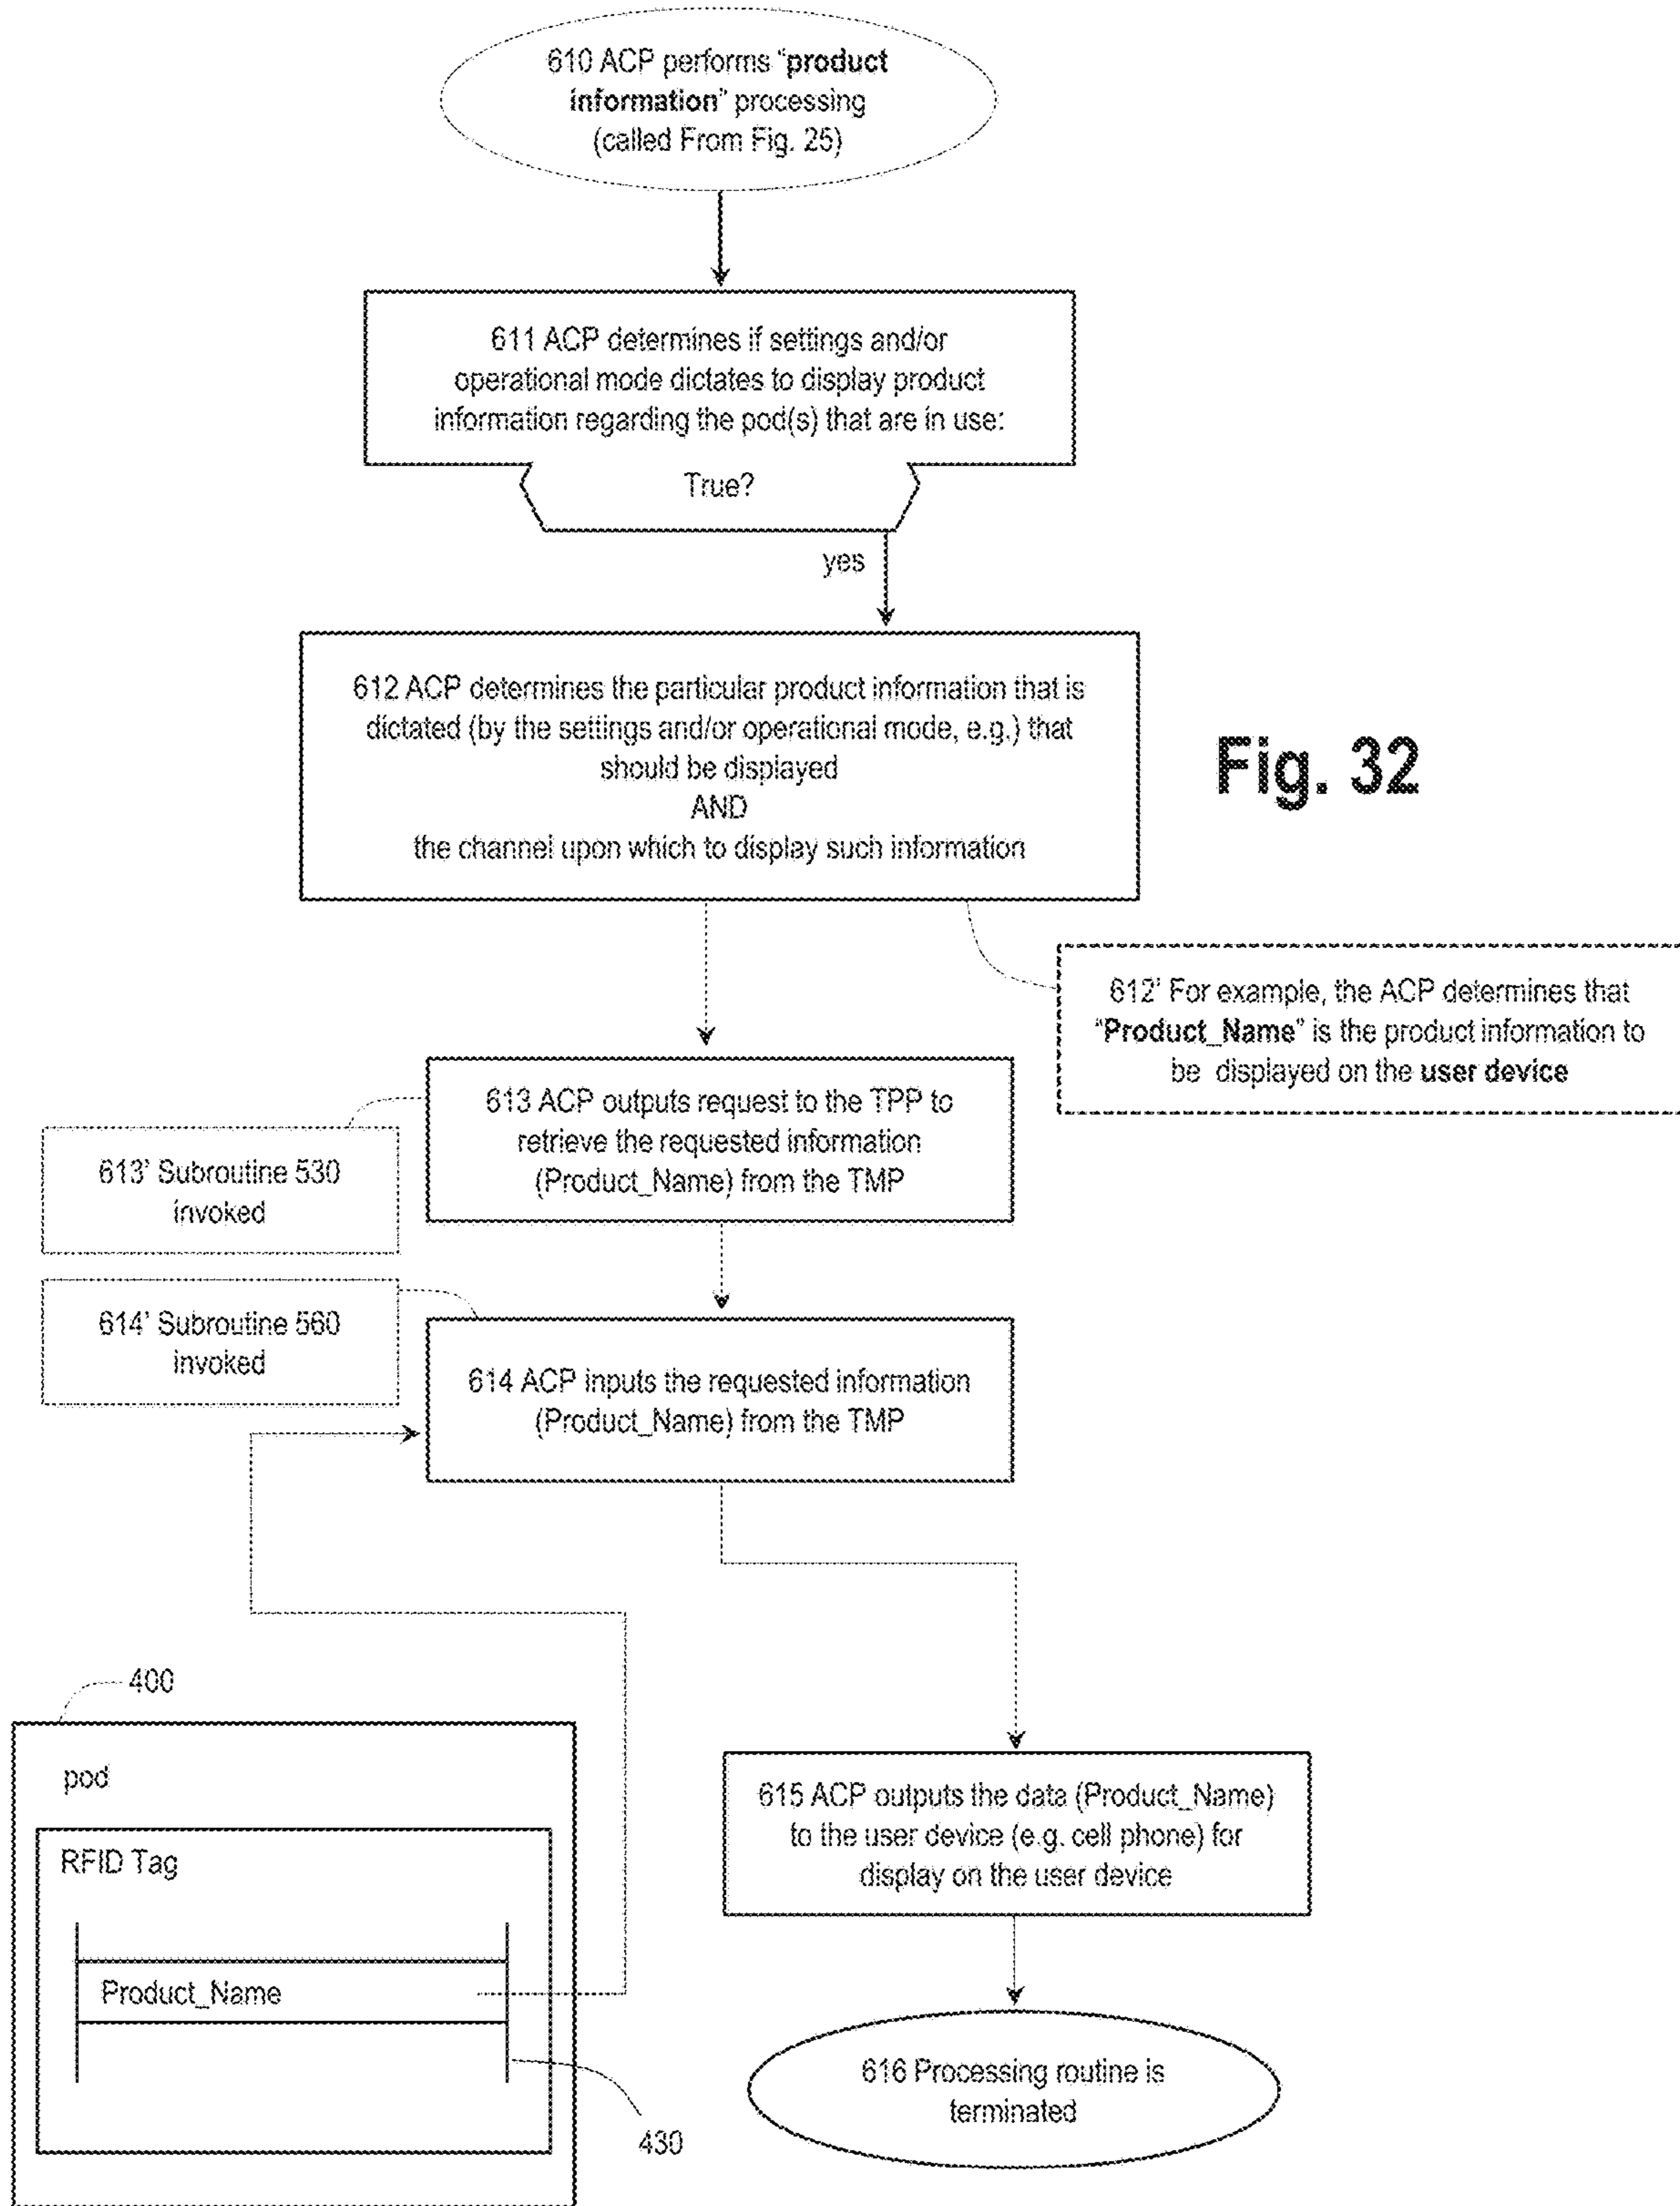 610 ACP performs “product
information” processing
(called From Fig. 25)
611 ACP determines if settings and/or
operational mode dictates to display product
information regarding the pod(s) that are in use:
True?
yes
612 ACP determines the particular product information that is
dictated (by the settings and/or operational mode, e.g.) that
should be displayed
AND
the channel upon which to display such information
Fig. 32
612’ For example, the ACP determines that
“Product_Name” is the product information to
be displayed on the user device
613 ACP outputs request to the TPP to
retrieve the requested information
(Product_Name) from the TMP
613’ Subroutine 530
invoked
614’ Subroutine 560
invoked
614 ACP inputs the requested information
(Product_Name) from the TMP
400
pod
RFID Tag
Product_Name
430
615 ACP outputs the data (Product_Name)
to the user device (e.g. cell phone) for
display on the user device
616 Processing routine is
terminated